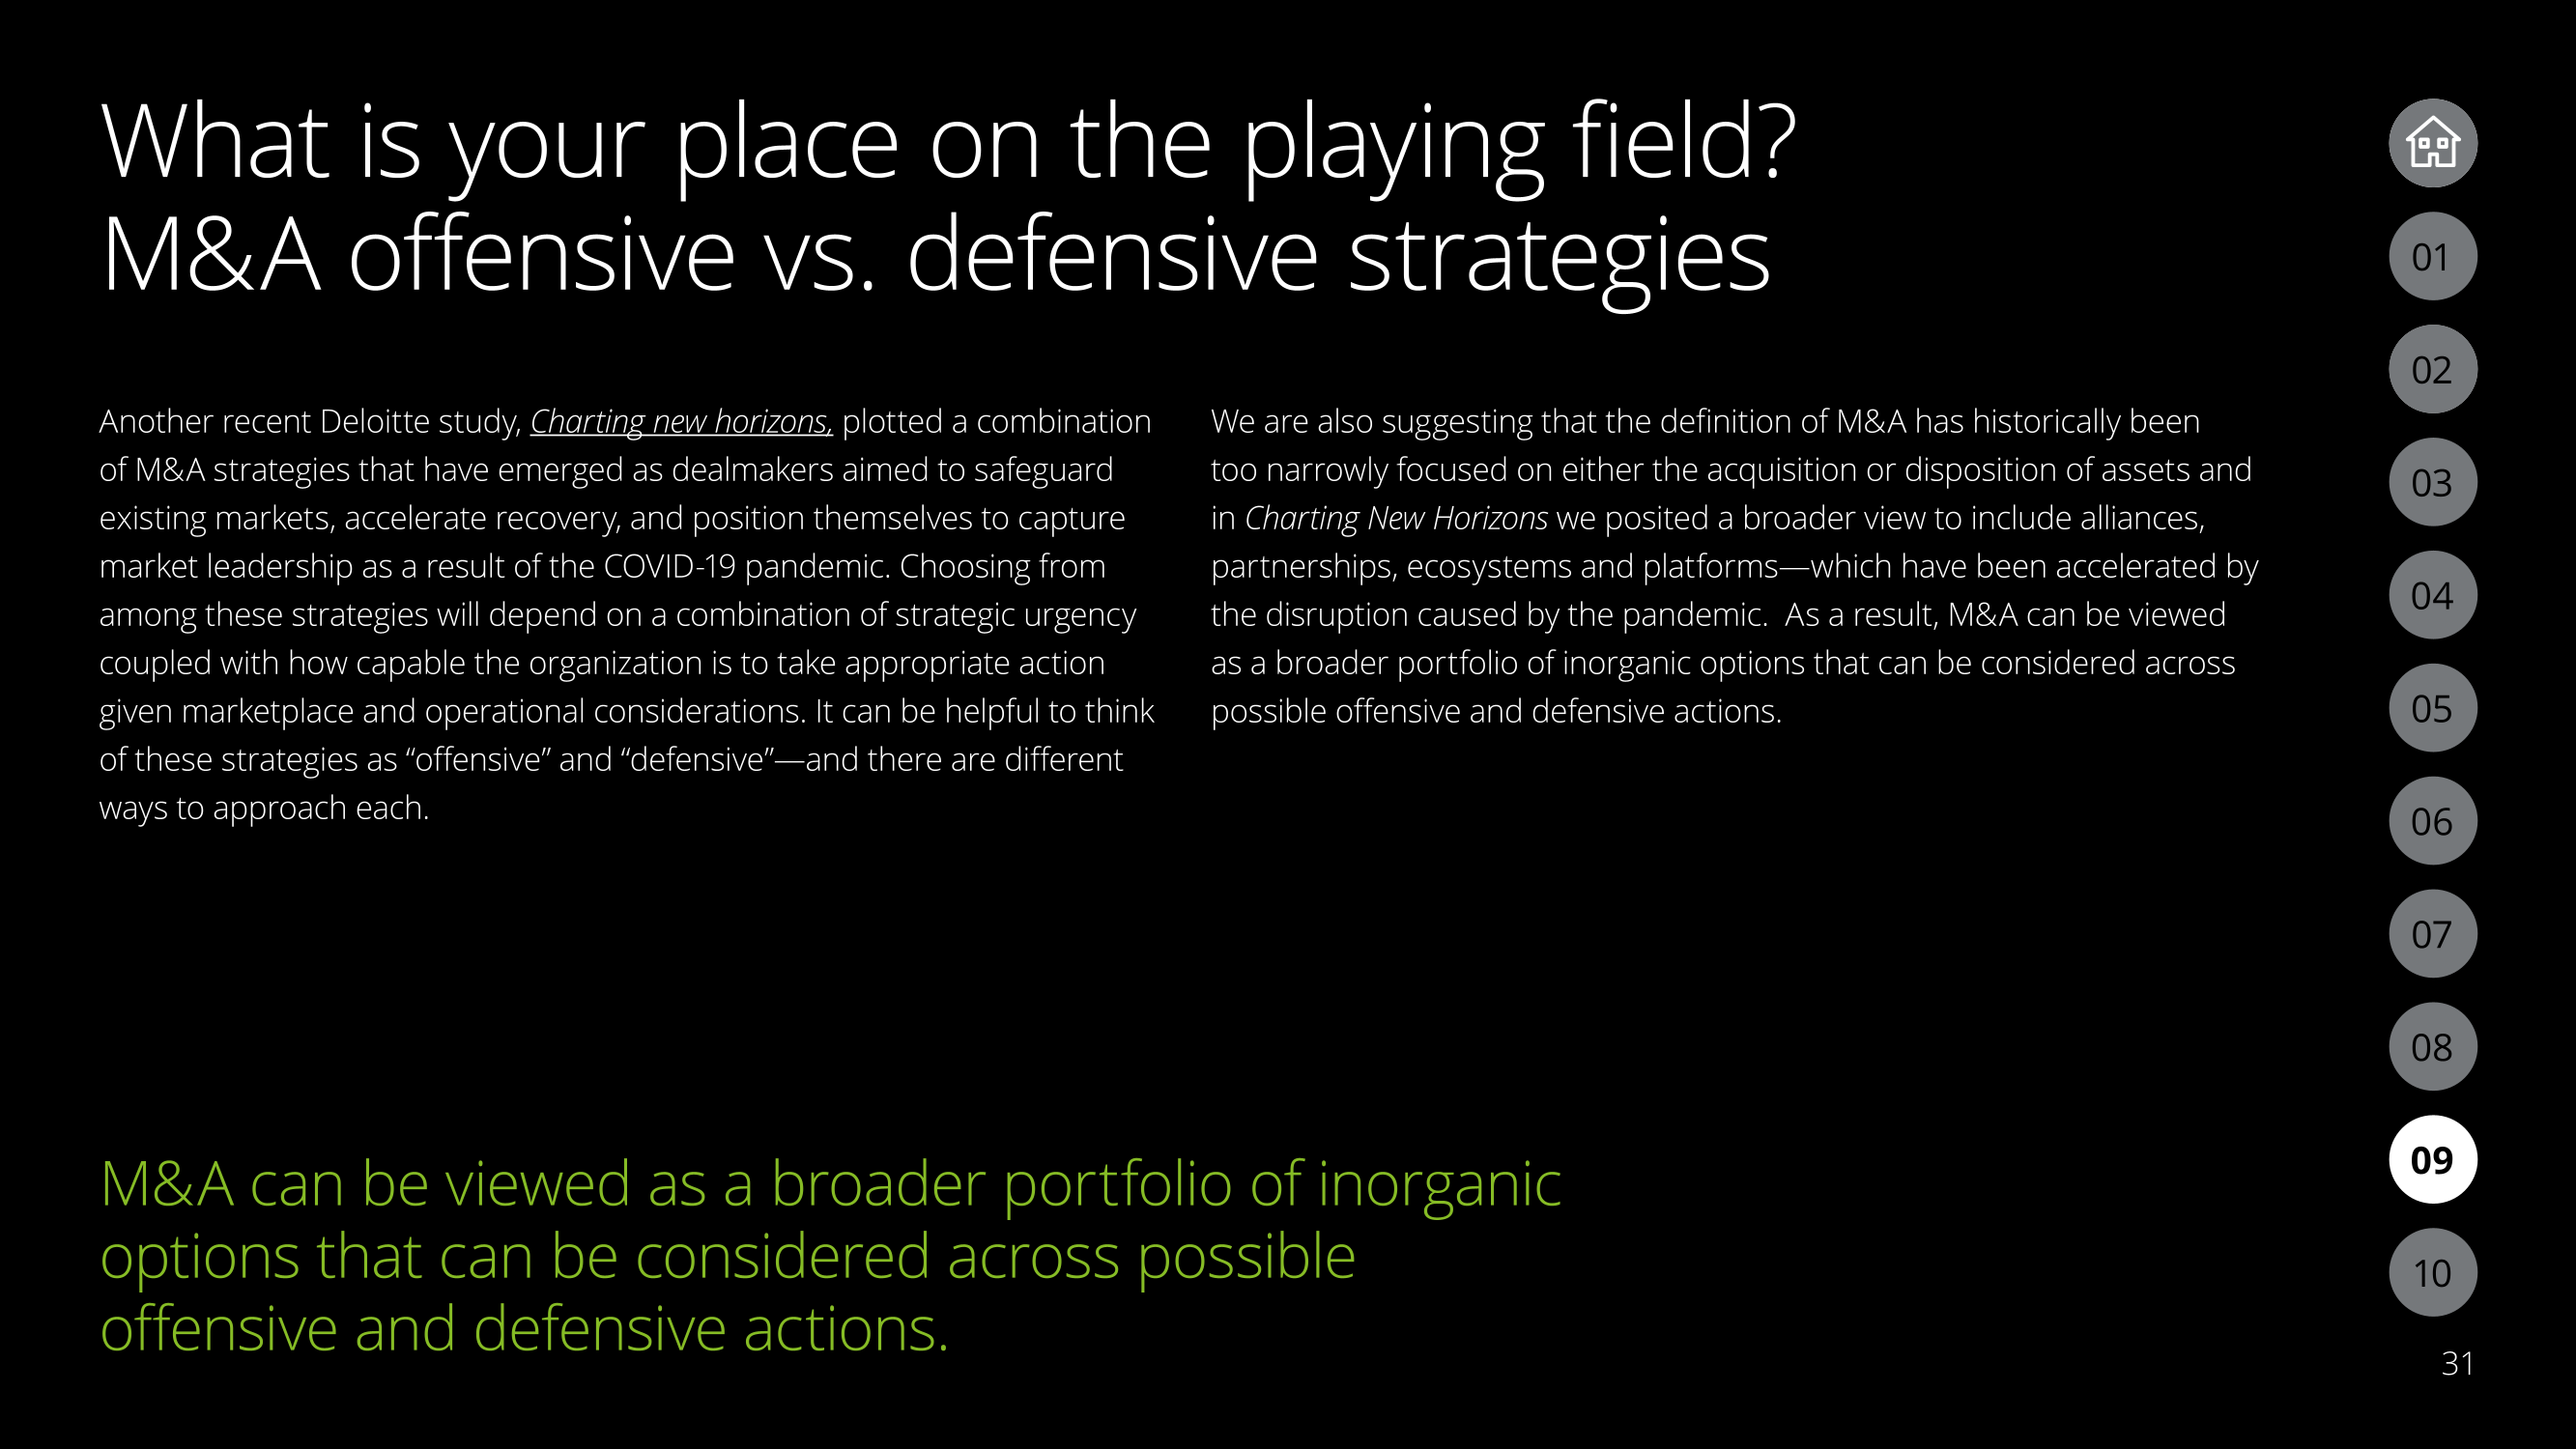 What is your place on the playing field?
M&A offensive vs. defensive strategies
Another recent Deloitte study, Charting new horizons, plotted a combination
of M&A strategies that have emerged as dealmakers aimed to safeguard
existing markets, accelerate recovery, and position themselves to capture
market leadership as a result of the COVID-19 pandemic. Choosing from
among these strategies will depend on a combination of strategic urgency
coupled with how capable the organization is to take appropriate action
given marketplace and operational considerations. It can be helpful to think
of these strategies as “offensive” and “defensive”—and there are different
ways to approach each.
We are also suggesting that the definition of M&A has historically been
too narrowly focused on either the acquisition or disposition of assets and
in Charting New Horizons we posited a broader view to include alliances,
partnerships, ecosystems and platforms—which have been accelerated by
the disruption caused by the pandemic.  As a result, M&A can be viewed
as a broader portfolio of inorganic options that can be considered across
possible offensive and defensive actions.
M&A can be viewed as a broader portfolio of inorganic
options that can be considered across possible
offensive and defensive actions.
01
02
03
04
05
06
07
08
09
10
31